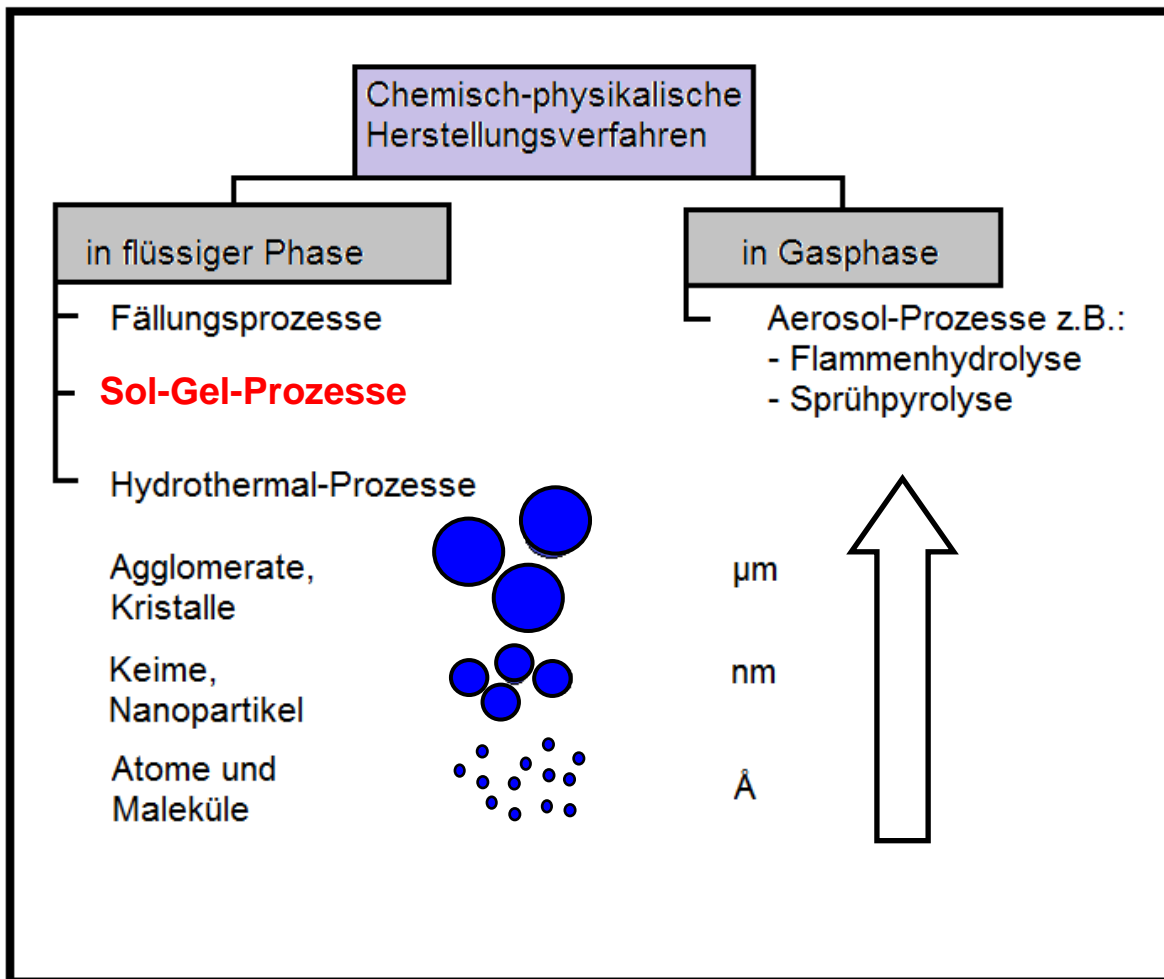 Chemisch-physikalische
Herstellungsverfahren
in flüssiger Phase
in Gasphase
Fällungsprozesse
Sol-Gel-Prozesse
Hydrothermal-Prozesse
Aerosol-Prozesse z.B.:
- Flammenhydrolyse
- Sprühpyrolyse
Agglomerate,
Kristalle
µm
Keime,
Nanopartikel
nm
Atome und
Maleküle
Å